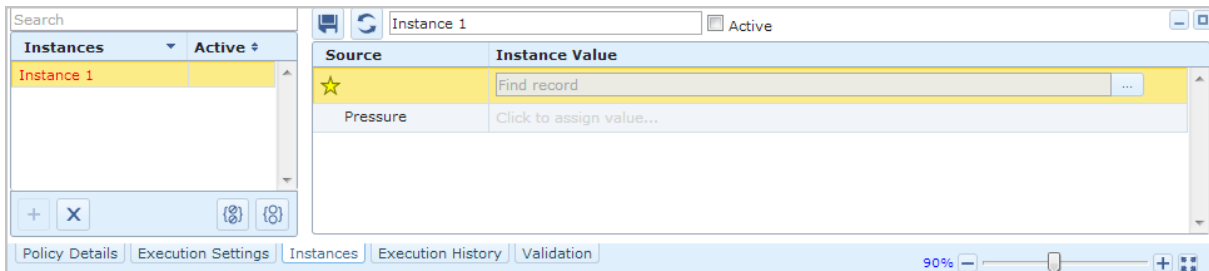 Search
Instances Active
Instance 1
Instance 1 Active
Source Instance Value
Find record ...
Pressure Click to assign value...
Policy Details Execution Settings Instances Execution History Validation
90%